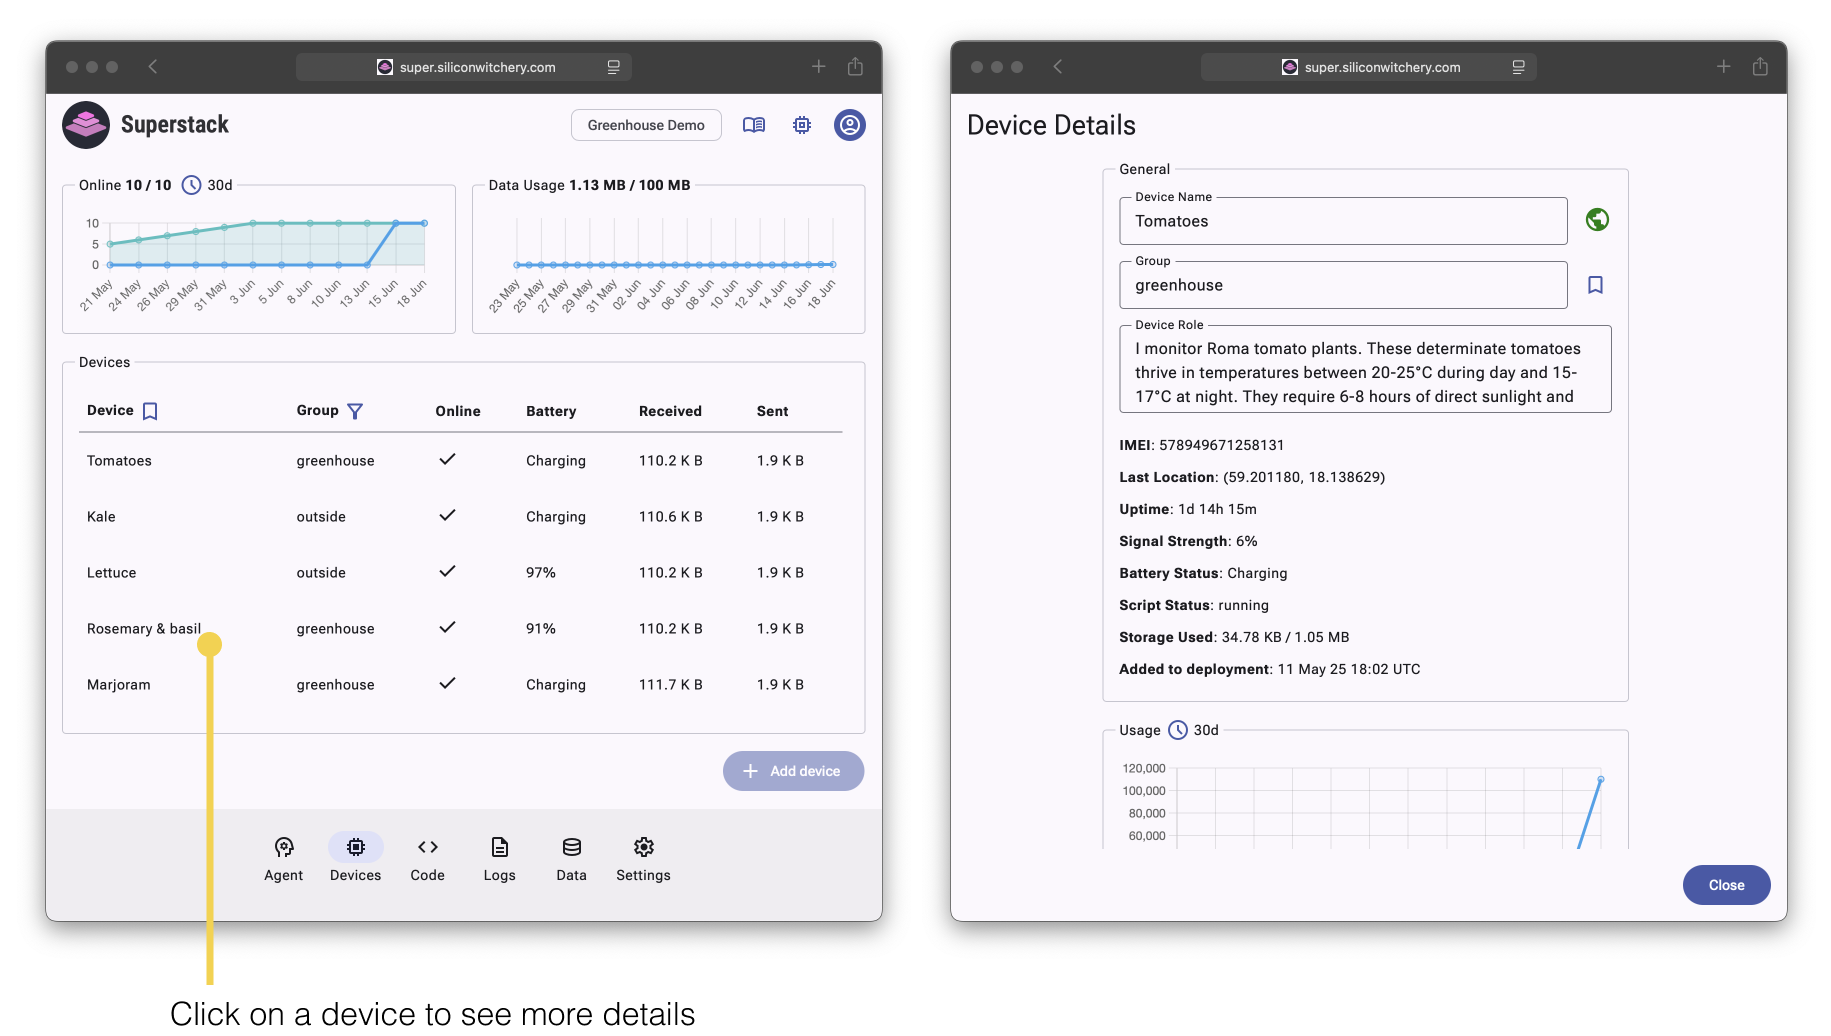 super.siliconwitchery.com
Superstack
Greenhouse Demo
Online 10 / 10 30d
10
5
0
21 May
24 May
26 May
29 May
31 May
3 Jun
5 Jun
8 Jun
10 Jun
13 Jun
15 Jun
18 Jun
Data Usage 1.13 MB / 100 MB
23 May
25 May
27 May
29 May
31 May
02 Jun
04 Jun
06 Jun
08 Jun
10 Jun
12 Jun
14 Jun
16 Jun
18 Jun
Devices
Device Group Online Battery Received Sent
Tomatoes greenhouse Charging 110.2 K B 1.9 K B
Kale outside Charging 110.6 K B 1.9 K B
Lettuce outside 97% 110.2 K B 1.9 K B
Rosemary & basil greenhouse 91% 110.2 K B 1.9 K B
Marjoram greenhouse Charging 111.7 K B 1.9 K B
+ Add device
Agent Devices Code Logs Data Settings
Click on a device to see more details
super.siliconwitchery.com
Device Details
General
Device Name
Tomatoes
Group
greenhouse
Device Role
I monitor Roma tomato plants. These determinate tomatoes
thrive in temperatures between 20-25°C during day and 15-
17°C at night. They require 6-8 hours of direct sunlight and
IMEI: 578949671258131
Last Location: (59.201180, 18.138629)
Uptime: 1d 14h 15m
Signal Strength: 6%
Battery Status: Charging
Script Status: running
Storage Used: 34.78 KB / 1.05 MB
Added to deployment: 11 May 25 18:02 UTC
Usage 30d
120,000
100,000
80,000
60,000
Close